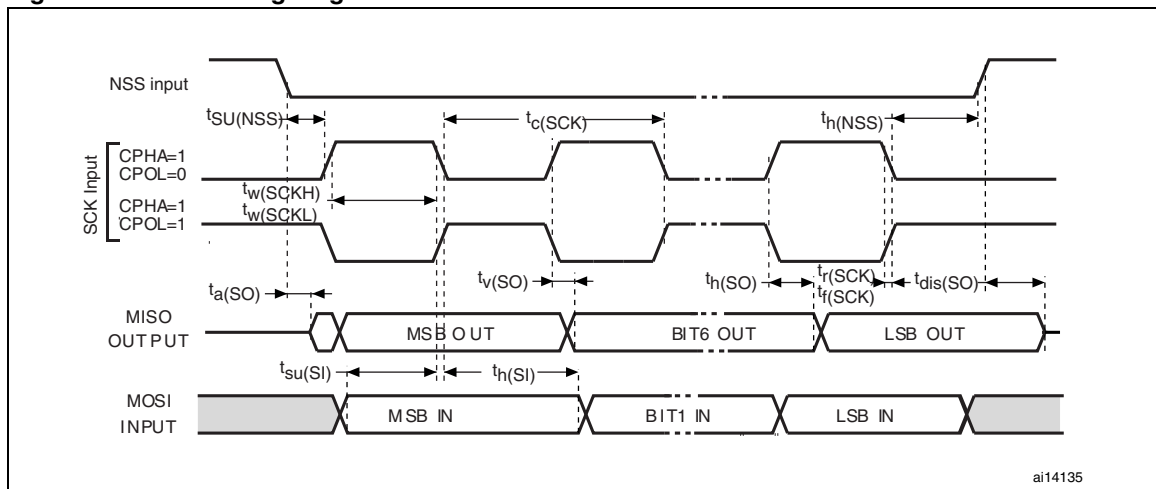 NSS input
tSU(NSS)
tc(SCK)
th(NSS)
SCK Input
CPHA=1
CPOL=0
tw(SCKH)
tw(SCKL)
CPHA=1
CPOL=1
ta(SO)
tv(SO)
th(SO)
tr(SCK)
tf(SCK)
tdis(SO)
MISO
OUTPUT
MSB OUT
BIT6 OUT
LSB OUT
tsu(SI)
th(SI)
MOSI
INPUT
MSB IN
BIT1 IN
LSB IN
ai14135